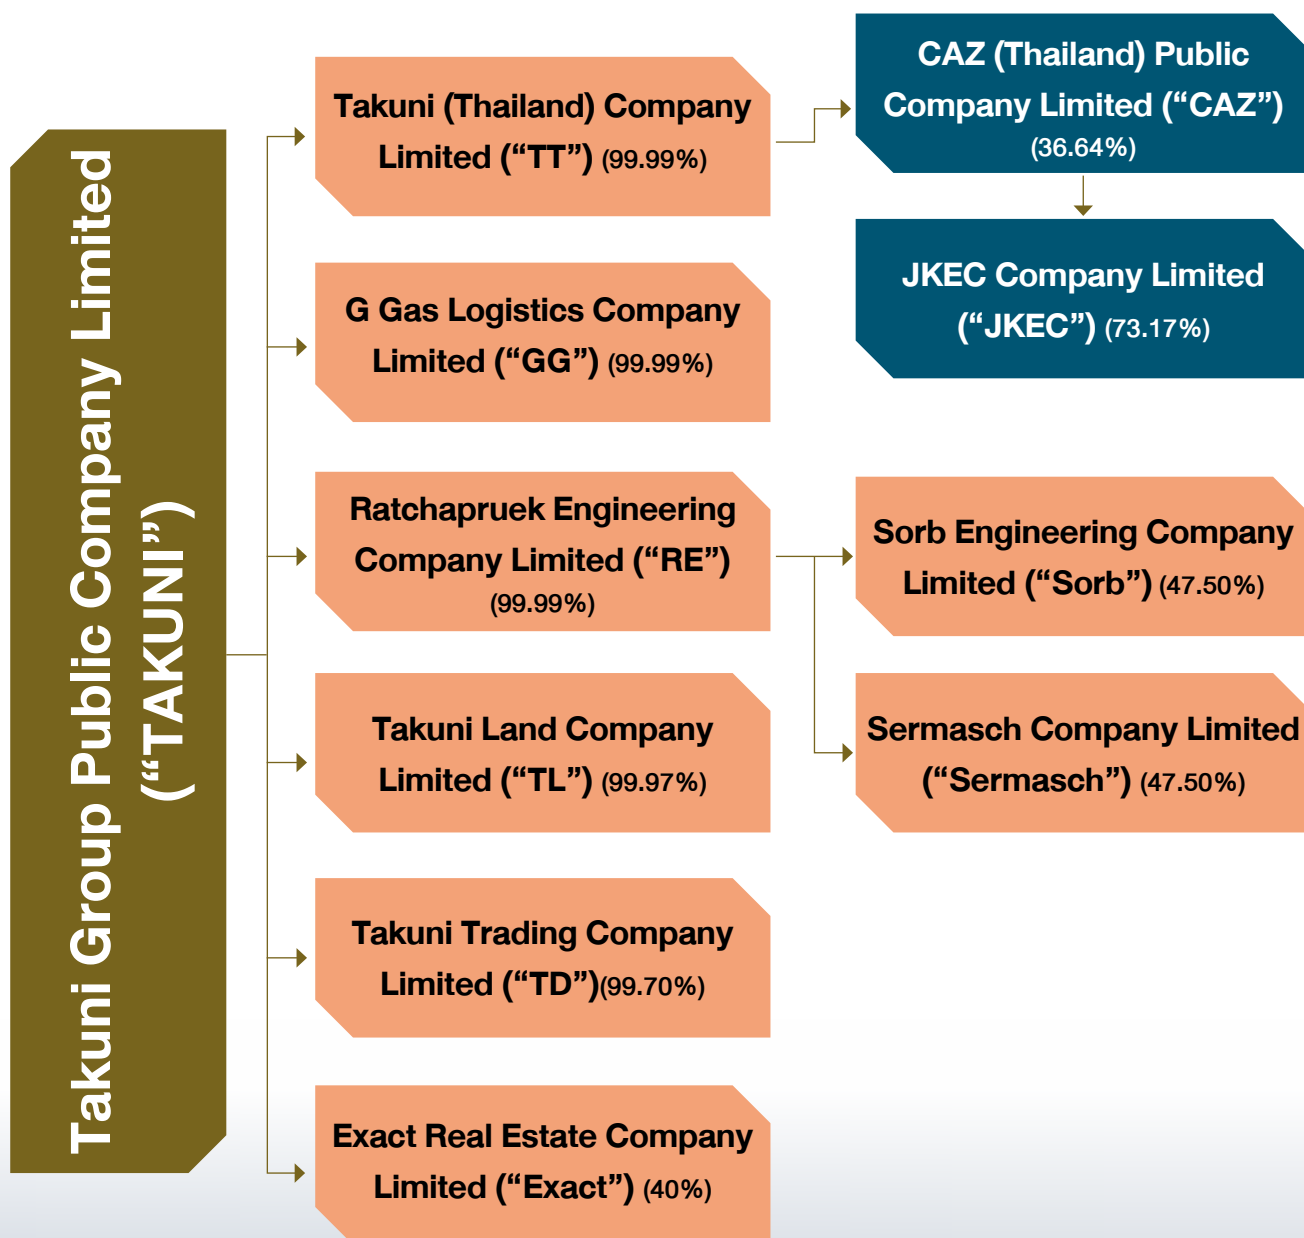 Takuni Group Public Company Limited
(“TAKUNI”)
Takuni (Thailand) Company
Limited (“TT”) (99.99%)
CAZ (Thailand) Public
Company Limited (“CAZ”)
(36.64%)
JKEC Company Limited
(“JKEC”) (73.17%)
G Gas Logistics Company
Limited (“GG”) (99.99%)
Ratchapruek Engineering
Company Limited (“RE”)
(99.99%)
Sorb Engineering Company
Limited (“Sorb”) (47.50%)
Sermasch Company Limited
(“Sermasch”) (47.50%)
Takuni Land Company
Limited (“TL”) (99.97%)
Takuni Trading Company
Limited (“TD”)(99.70%)
Exact Real Estate Company
Limited (“Exact”) (40%)